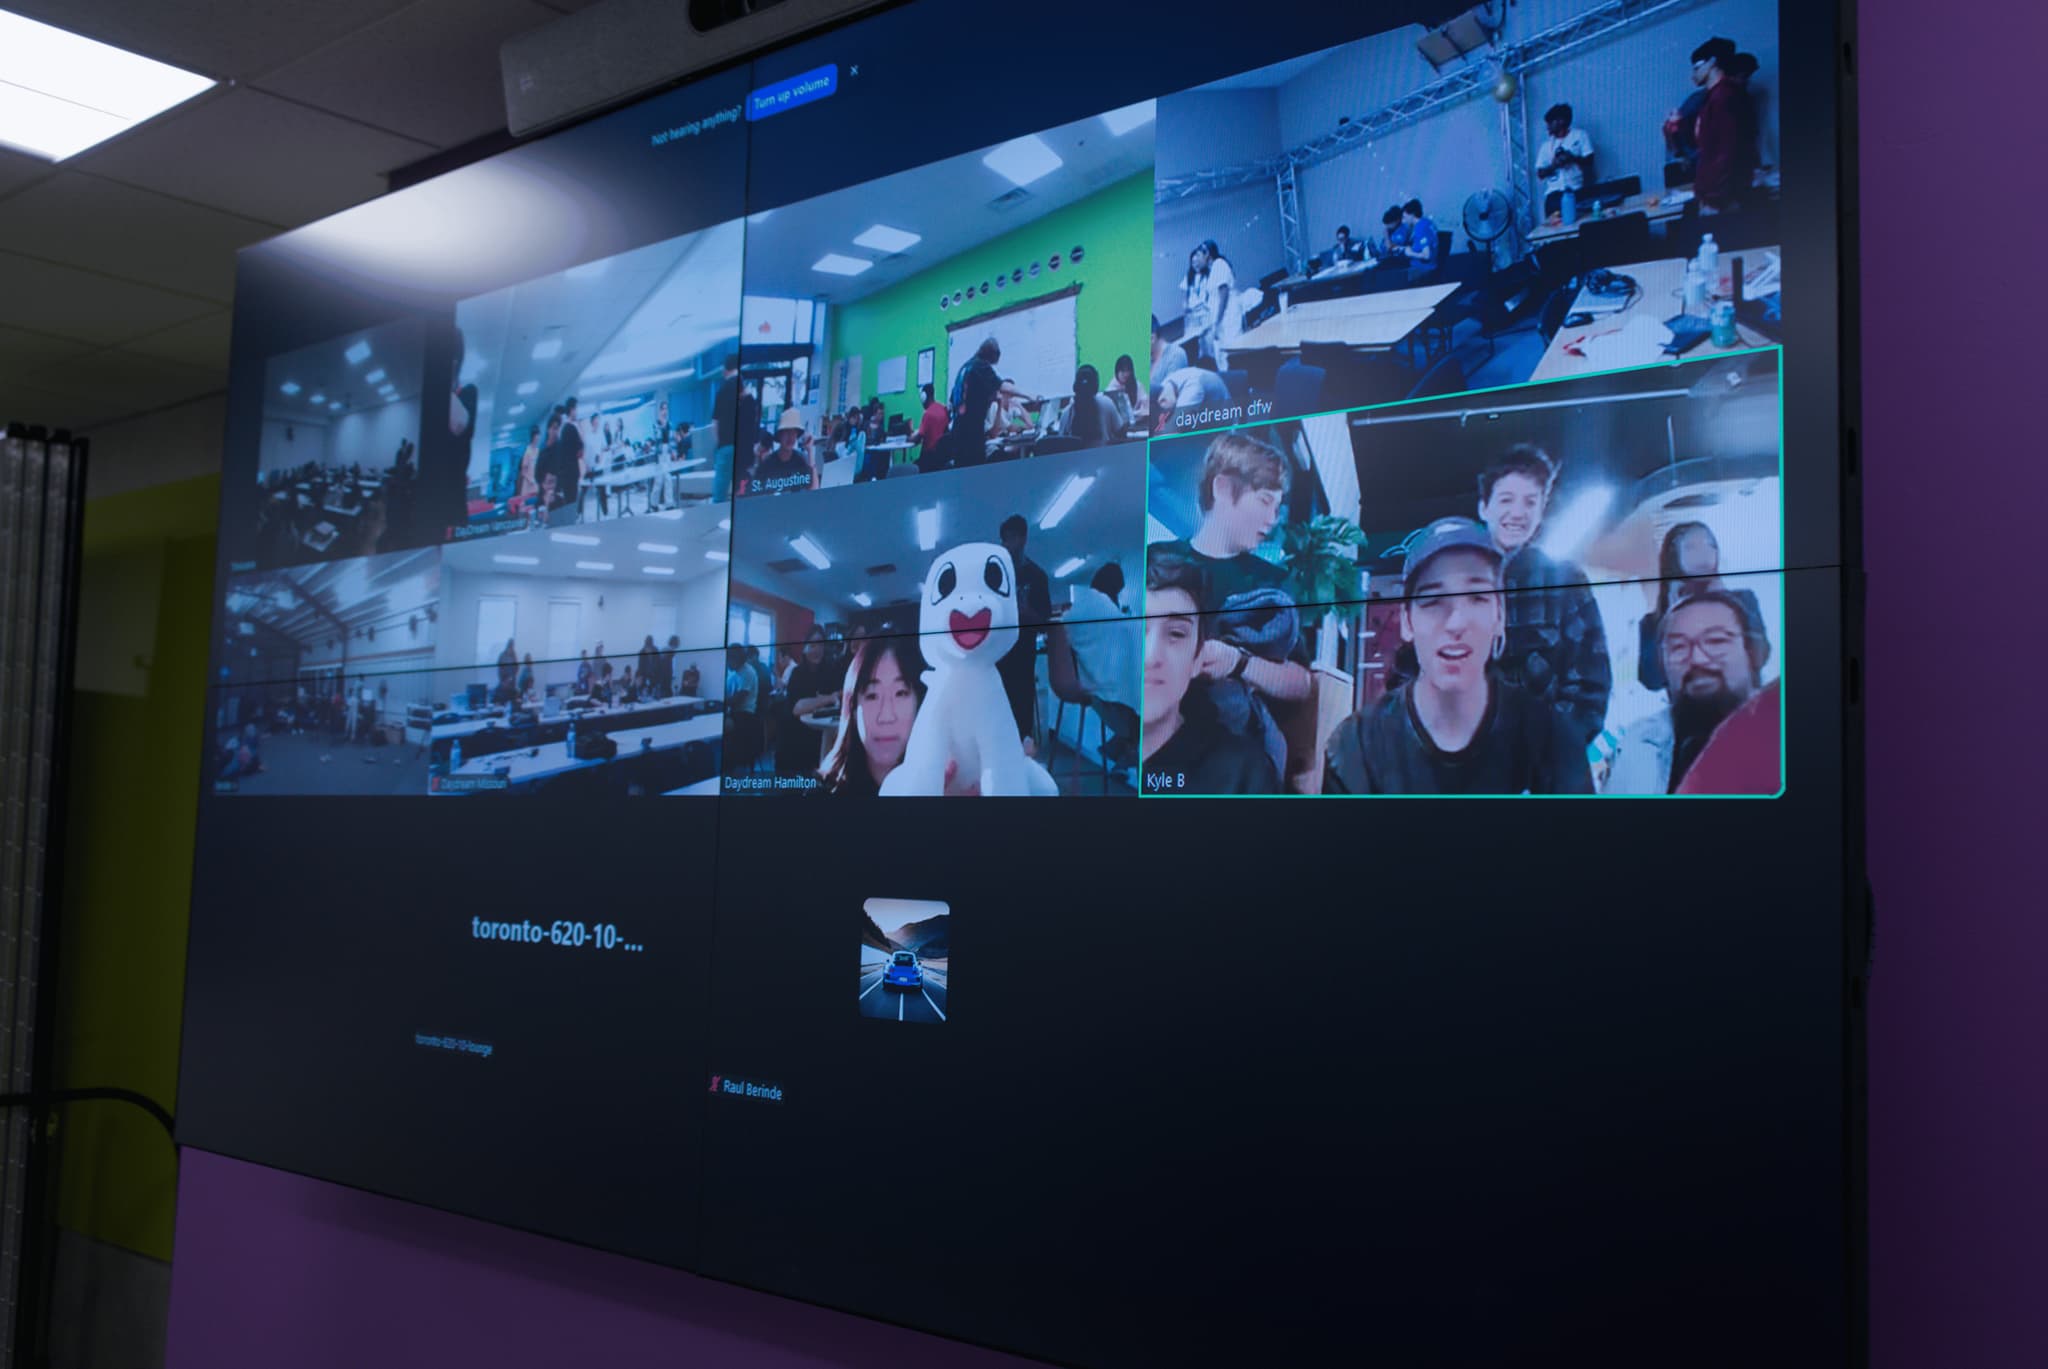 Not hearing anything? Turn up volume
DayDream Vancouver
St. Augustine
daydream dfw
Daydream Missouri
Daydream Hamilton
Kyle B
toronto-620-10-...
toronto-620-10-lounge
Raul Berinde